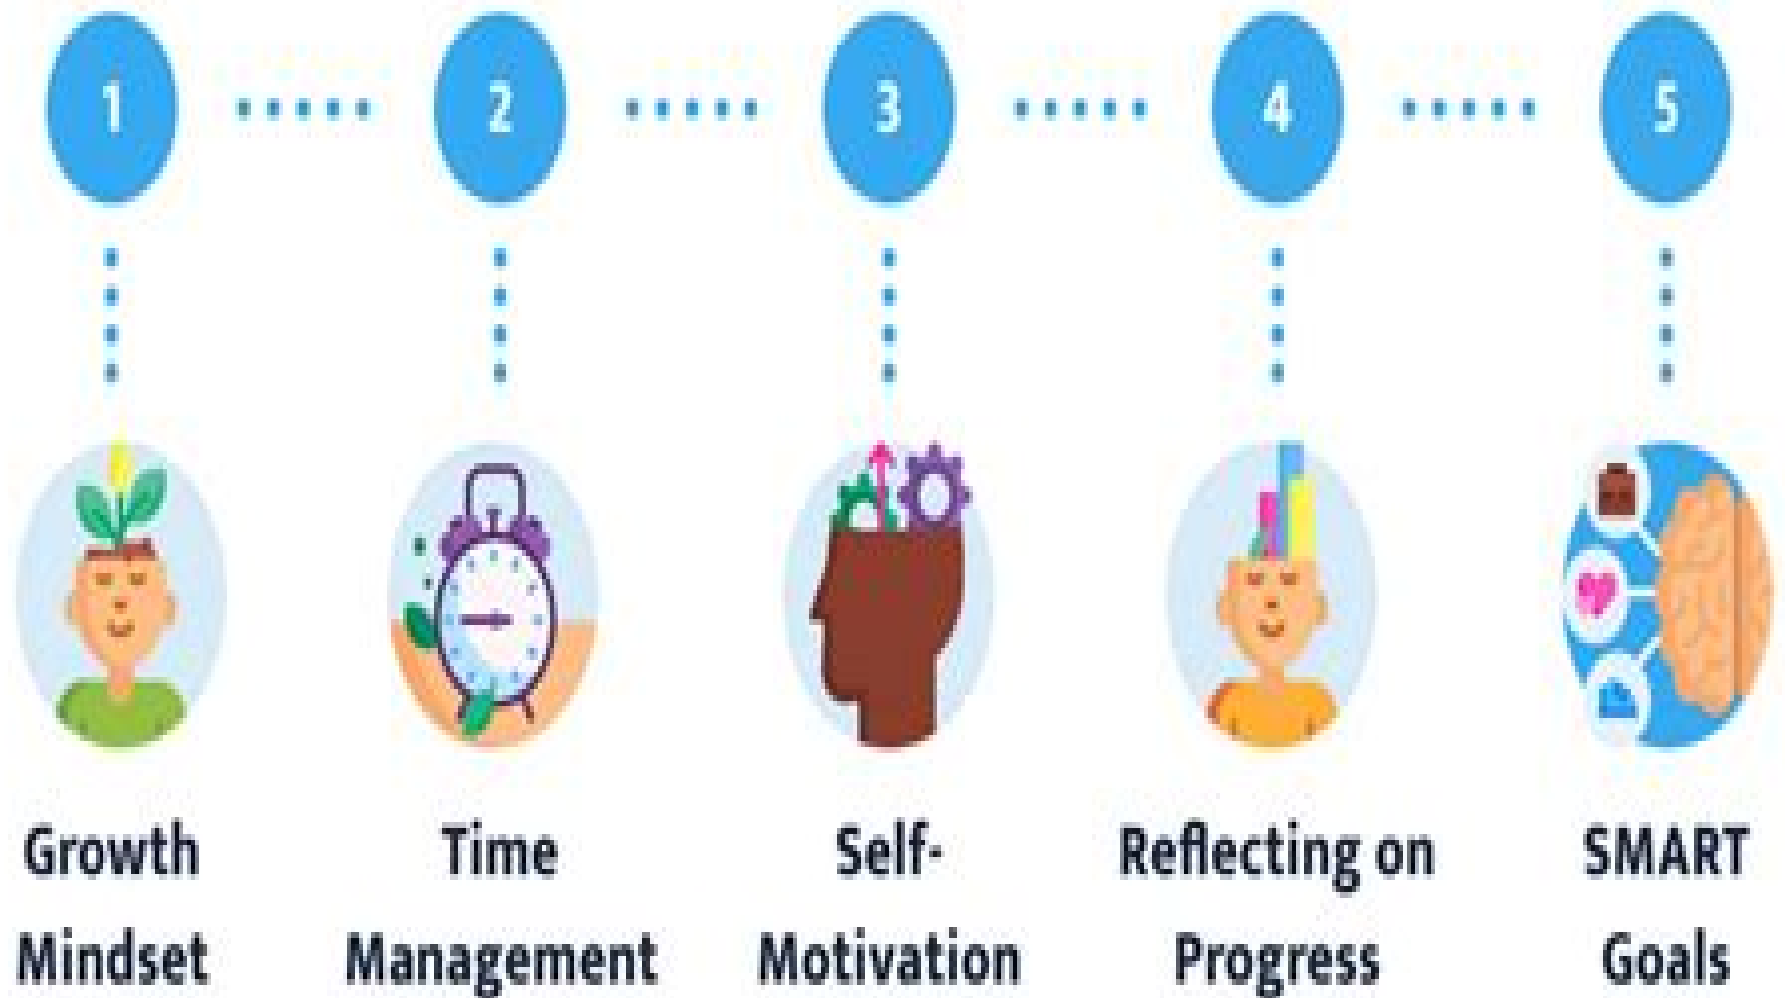 1 2 3 4 5
Growth Mindset
Time Management
Self-Motivation
Reflecting on Progress
SMART Goals